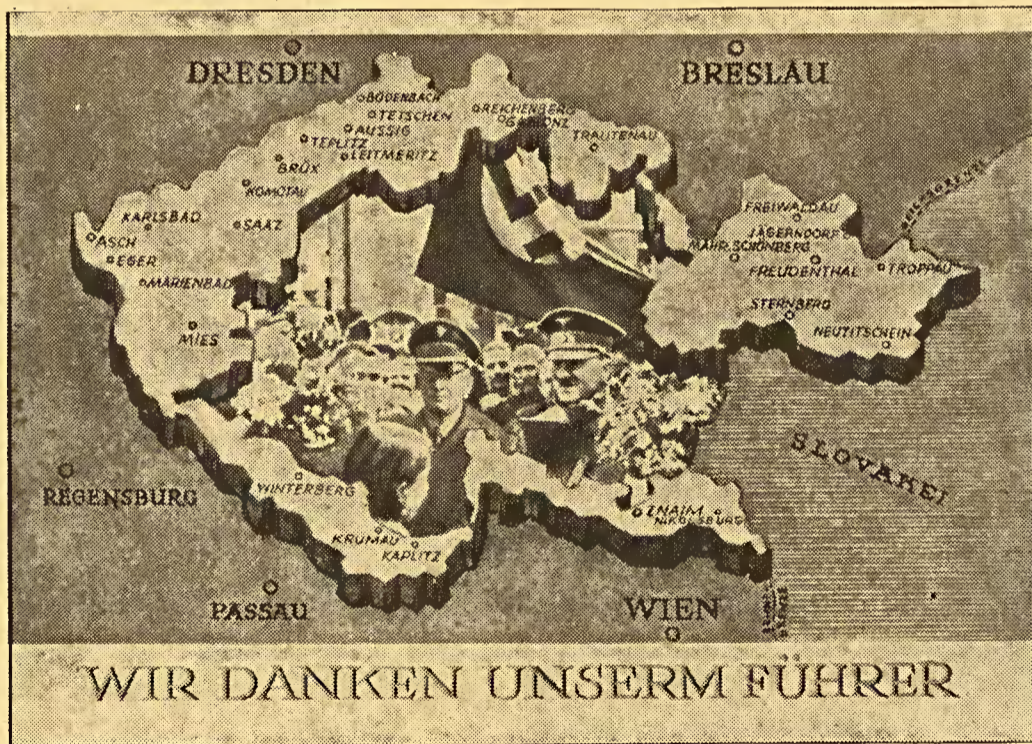 DRESDEN
BRESLAU
BODENBACH
TETSCHEN
AUSSIG
TEPLITZ
LEITMERITZ
BRÜX
KOMOTAU
REICHENBERG
GABLONZ
TRAUTENAU
KARLSBAD
SAAZ
ASCH
EGER
MARIENBAD
MIES
FREIWALDAU
JÄGERNDORF
MÄHR. SCHÖNBERG
FREUDENTHAL
TROPPAU
STERNBERG
NEUTITSCHEIN
SLOVAKEI
REGENSBURG
WINTERBERG
ZNAIM
NIKOLSBURG
KRUMAU
KAPLITZ
PASSAU
WIEN
WIR DANKEN UNSERM FÜHRER